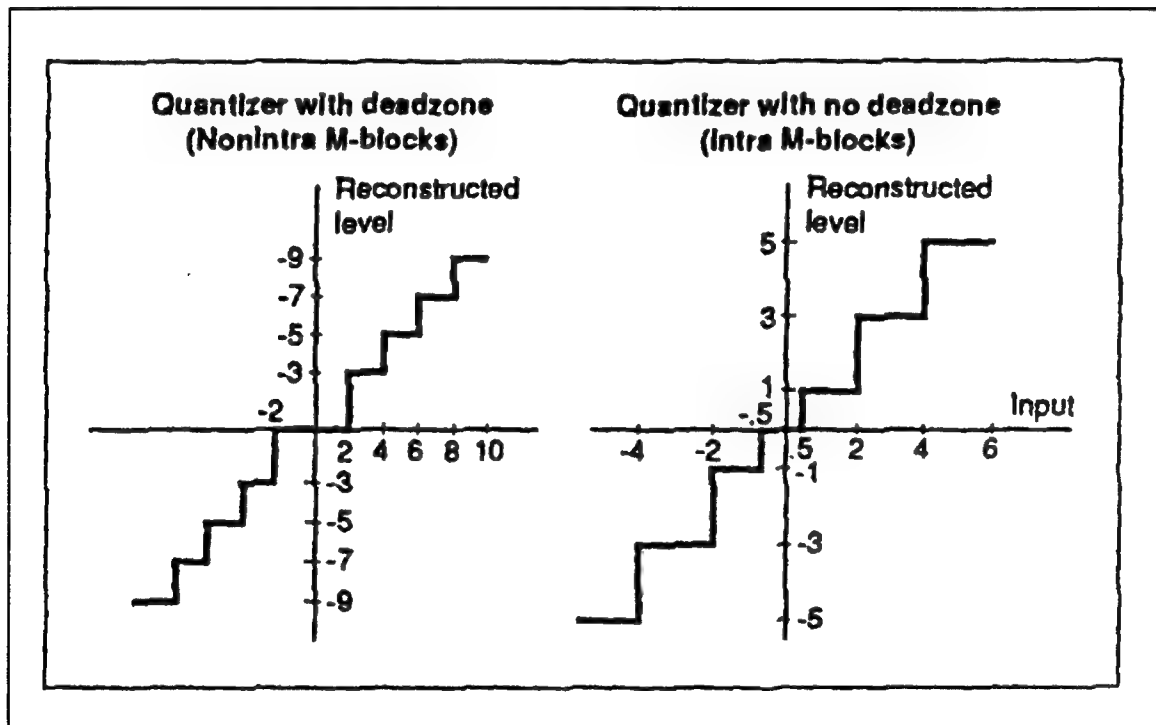 Quantizer with deadzone
(Nonintra M-blocks)
Reconstructed
level
-9
-7
-5
-3
-2
2 4 6 8 10
-3
-5
-7
-9
Quantizer with no deadzone
(Intra M-blocks)
Reconstructed
level
5
3
1
-.5
Input
-4 -2 .5 2 4 6
-1
-3
-5